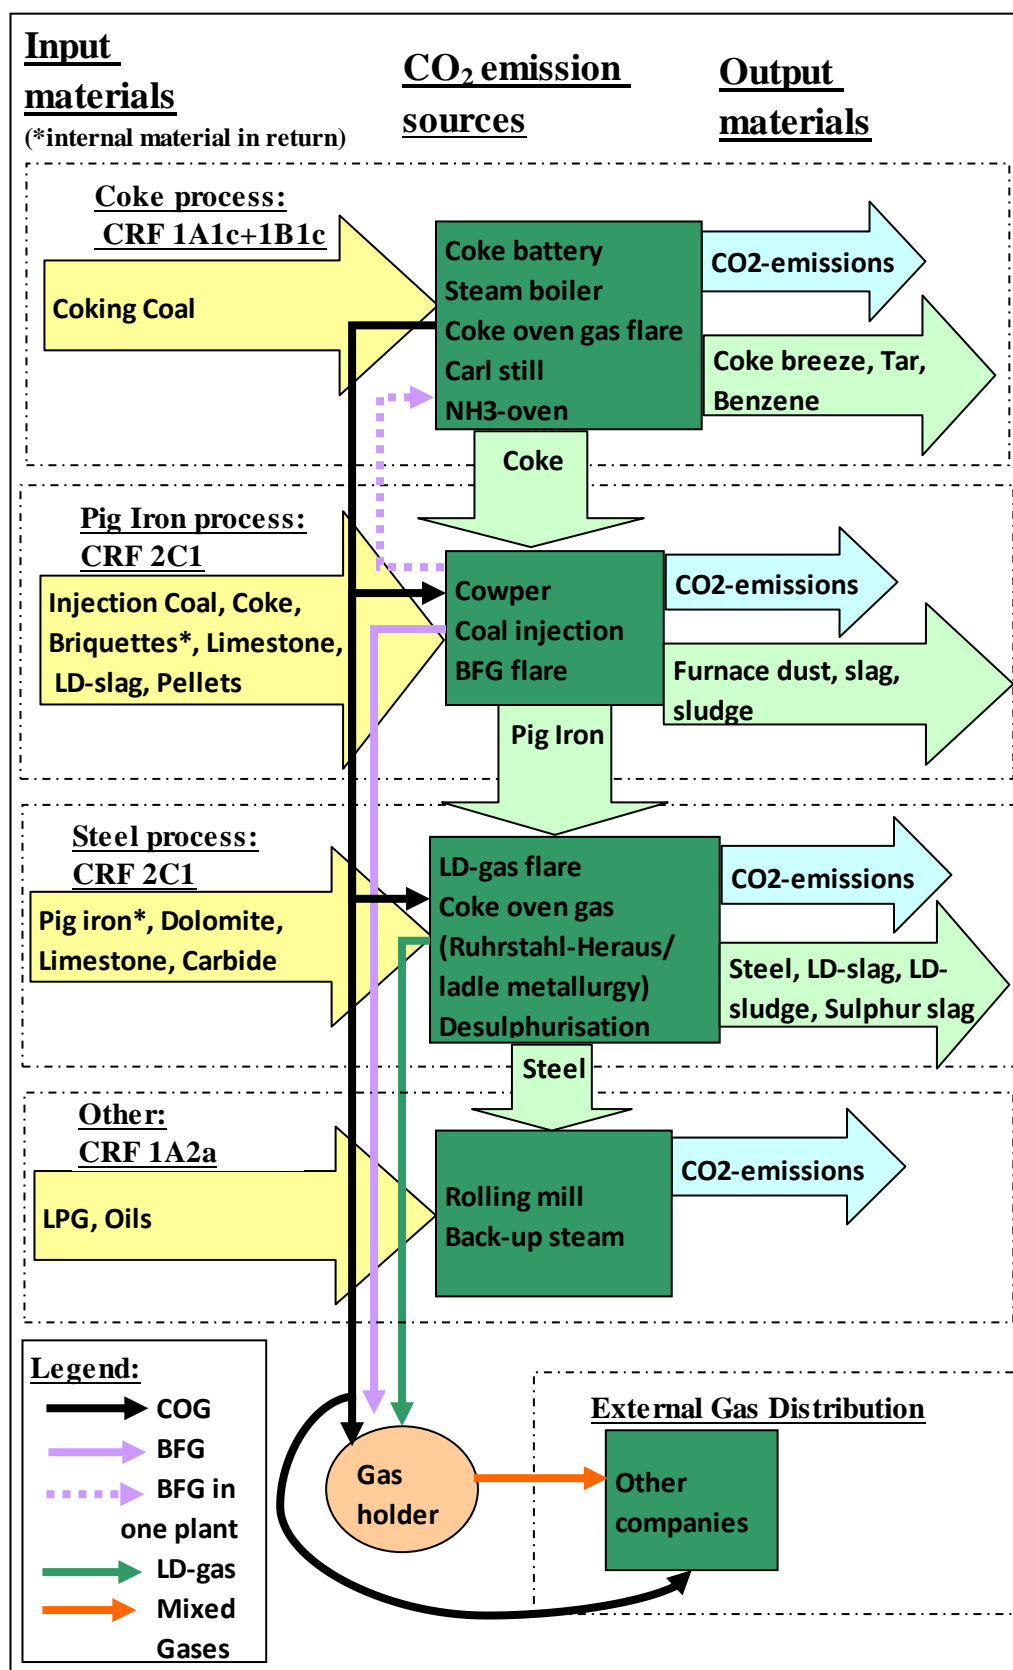 Input
materials
(*internal material in return)
CO₂ emission
sources
Output
materials
Coke process:
CRF 1A1c+1B1c
Coking Coal
Coke battery
Steam boiler
Coke oven gas flare
Carl still
NH3-oven
CO2-emissions
Coke breeze, Tar,
Benzene
Coke
Pig Iron process:
CRF 2C1
Injection Coal, Coke,
Briquettes*, Limestone,
LD-slag, Pellets
Cowper
Coal injection
BFG flare
CO2-emissions
Furnace dust, slag,
sludge
Pig Iron
Steel process:
CRF 2C1
Pig iron*, Dolomite,
Limestone, Carbide
LD-gas flare
Coke oven gas
(Ruhrstahl-Heraus/
ladle metallurgy)
Desulphurisation
CO2-emissions
Steel, LD-slag, LD-
sludge, Sulphur slag
Steel
Other:
CRF 1A2a
LPG, Oils
Rolling mill
Back-up steam
CO2-emissions
Legend:
COG
BFG
BFG in
one plant
LD-gas
Mixed
Gases
Gas
holder
External Gas Distribution
Other
companies